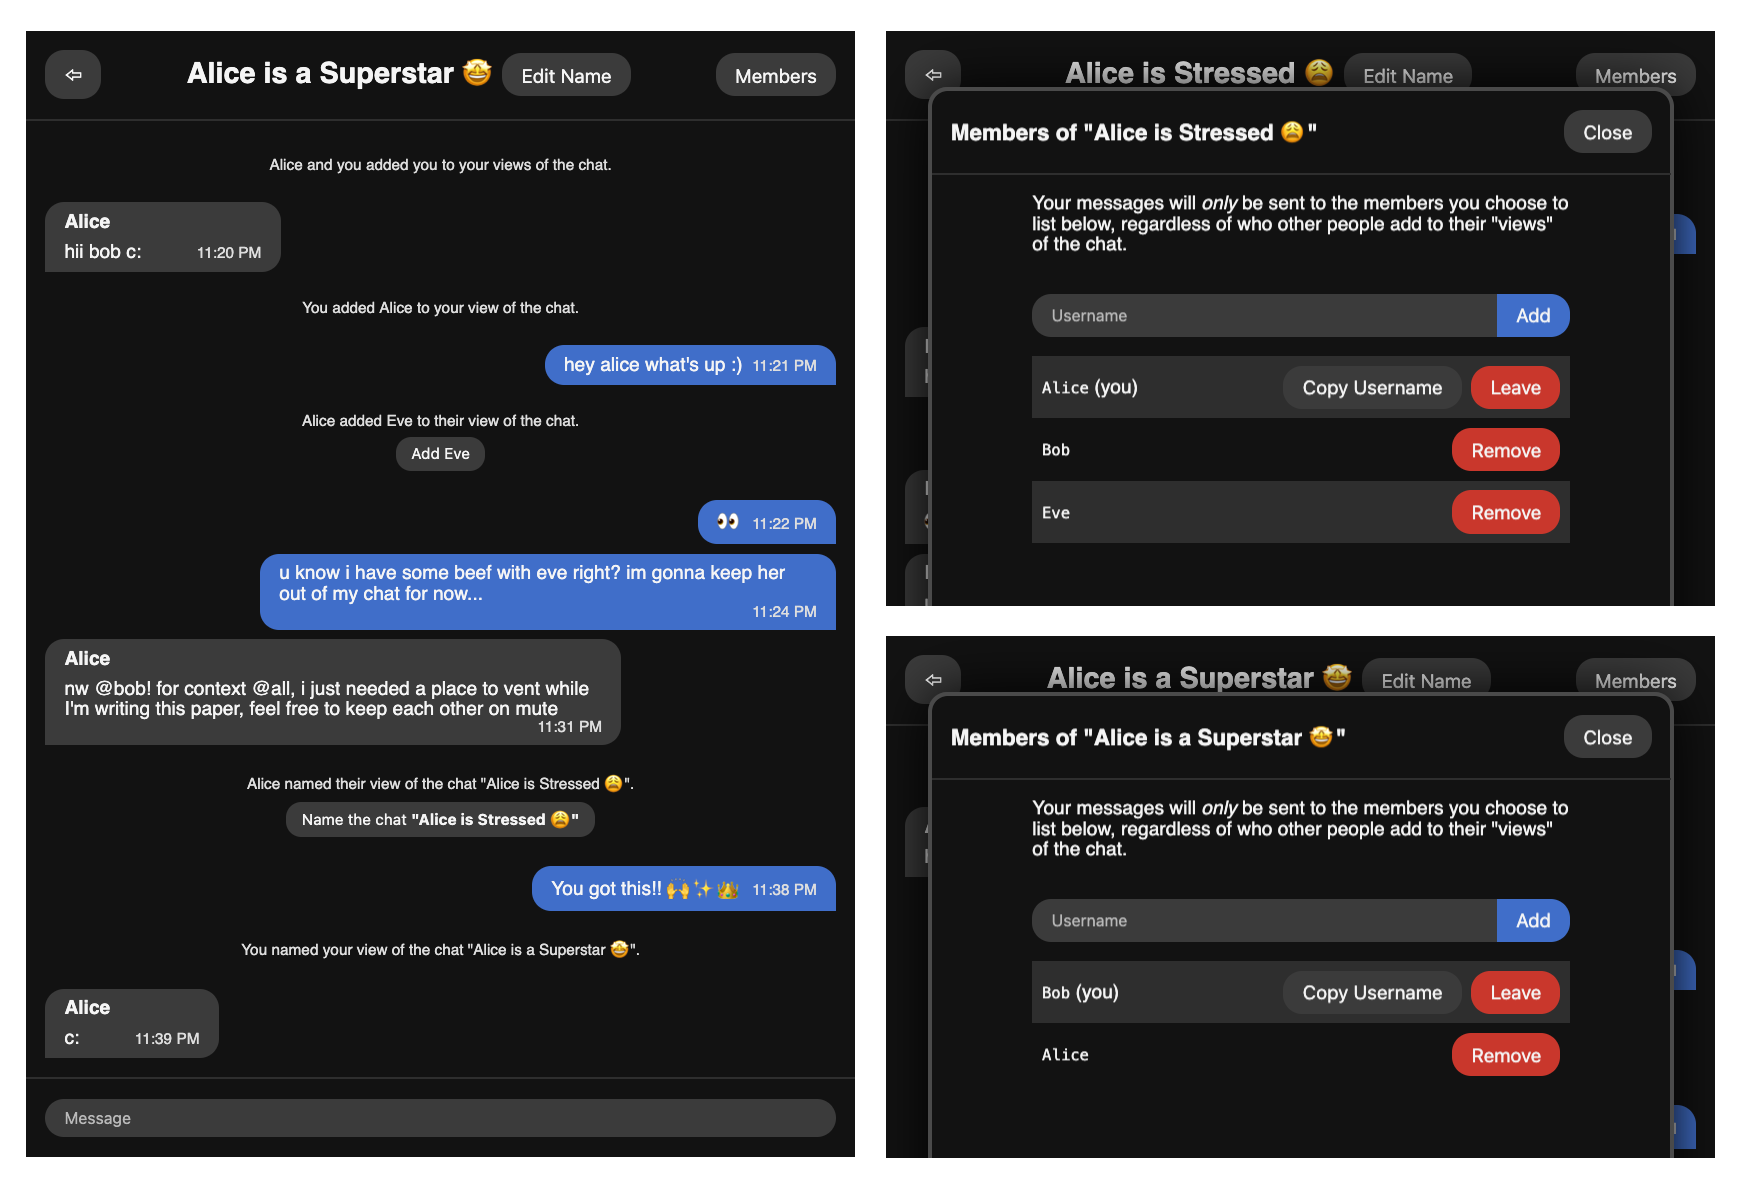 ⇦ Alice is a Superstar 🤩 Edit Name Members
Alice and you added you to your views of the chat.
Alice
hii bob c: 11:20 PM
You added Alice to your view of the chat.
hey alice what's up :) 11:21 PM
Alice added Eve to their view of the chat.
Add Eve
👀 11:22 PM
u know i have some beef with eve right? im gonna keep her
out of my chat for now...
11:24 PM
Alice
nw @bob! for context @all, i just needed a place to vent while
I'm writing this paper, feel free to keep each other on mute
11:31 PM
Alice named their view of the chat "Alice is Stressed 😩".
Name the chat "Alice is Stressed 😩"
You got this!! 🙌✨👑 11:38 PM
You named your view of the chat "Alice is a Superstar 🤩".
Alice
c: 11:39 PM
Message
⇦ Alice is Stressed 😩 Edit Name Members
Members of "Alice is Stressed 😩" Close
Your messages will only be sent to the members you choose to
list below, regardless of who other people add to their "views"
of the chat.
Username Add
Alice (you) Copy Username Leave
Bob Remove
Eve Remove
⇦ Alice is a Superstar 🤩 Edit Name Members
Members of "Alice is a Superstar 🤩" Close
Your messages will only be sent to the members you choose to
list below, regardless of who other people add to their "views"
of the chat.
Username Add
Bob (you) Copy Username Leave
Alice Remove